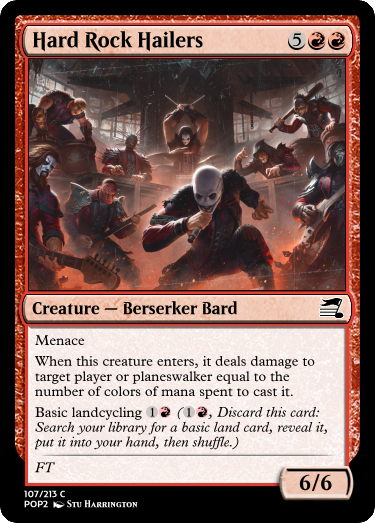 Hard Rock Hailers 5
Creature — Berserker Bard
Menace
When this creature enters, it deals damage to
target player or planeswalker equal to the
number of colors of mana spent to cast it.
Basic landcycling 1 (1, Discard this card:
Search your library for a basic land card, reveal it,
put it into your hand, then shuffle.)
FT
6/6
107/213 C
POP2 Stu Harrington